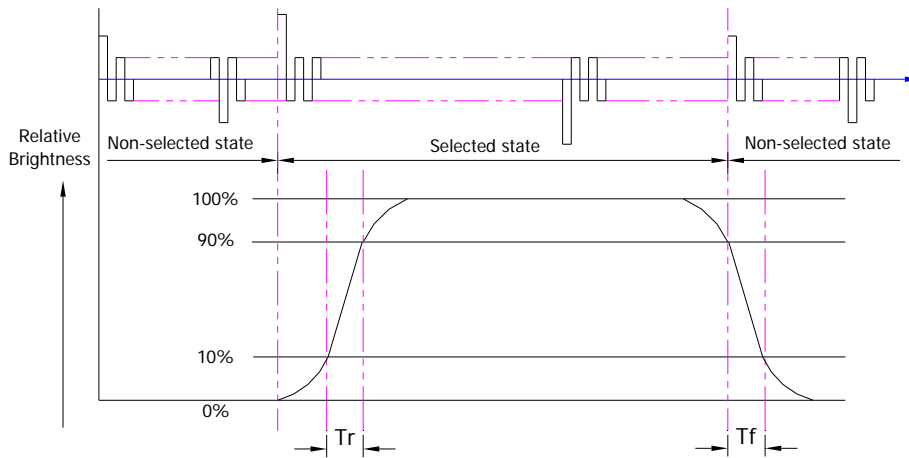 Relative
Brightness
Non-selected state
Selected state
Non-selected state
100%
90%
10%
0%
Tr
Tf